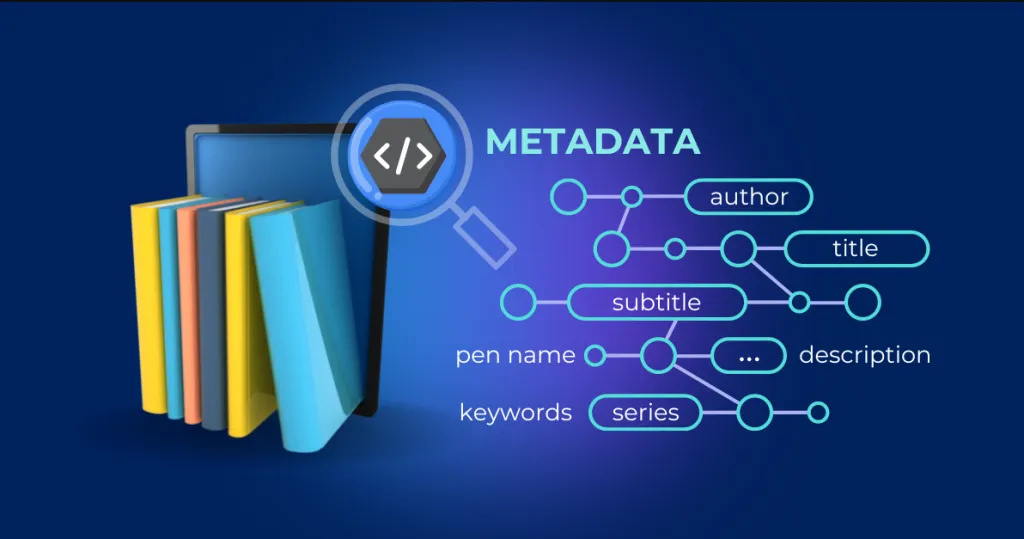 </>
METADATA
author
title
subtitle
pen name ... description
keywords series